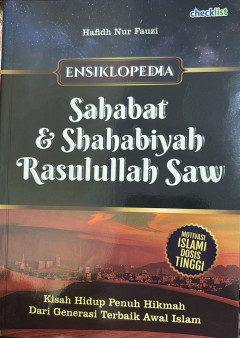 checklist
Hafidh Nur Fauzi
ENSIKLOPEDIA
Sahabat
& Shahabiyah
Rasulullah Saw
MOTIVASI
ISLAMI
DOSIS
TINGGI
Kisah Hidup Penuh Hikmah
Dari Generasi Terbaik Awal Islam